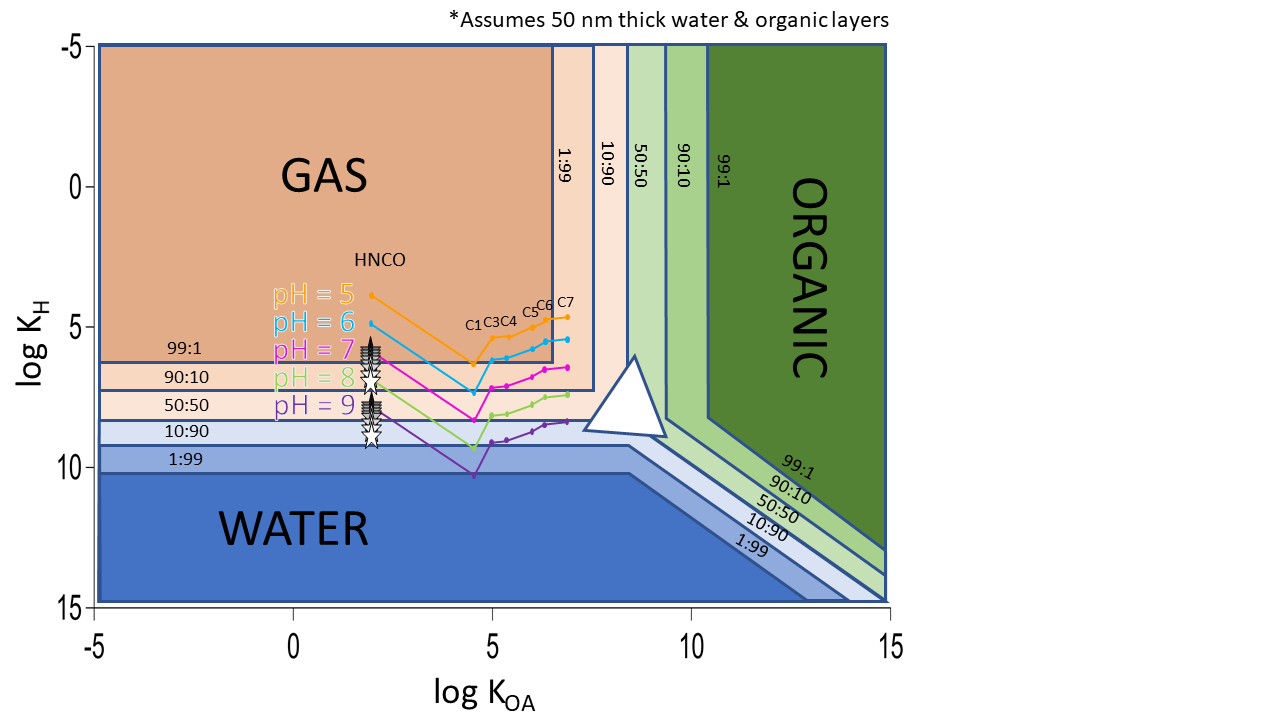 *Assumes 50 nm thick water & organic layers
-5
0
5
10
15
log K_H
GAS
1:99
10:90
50:50
90:10
99:1
ORGANIC
HNCO
pH = 5
pH = 6
pH = 7
pH = 8
pH = 9
C1
C3
C4
C5
C6
C7
99:1
90:10
50:50
10:90
1:99
WATER
99:1
90:10
50:50
10:90
1:99
-5
0
5
10
15
log K_OA